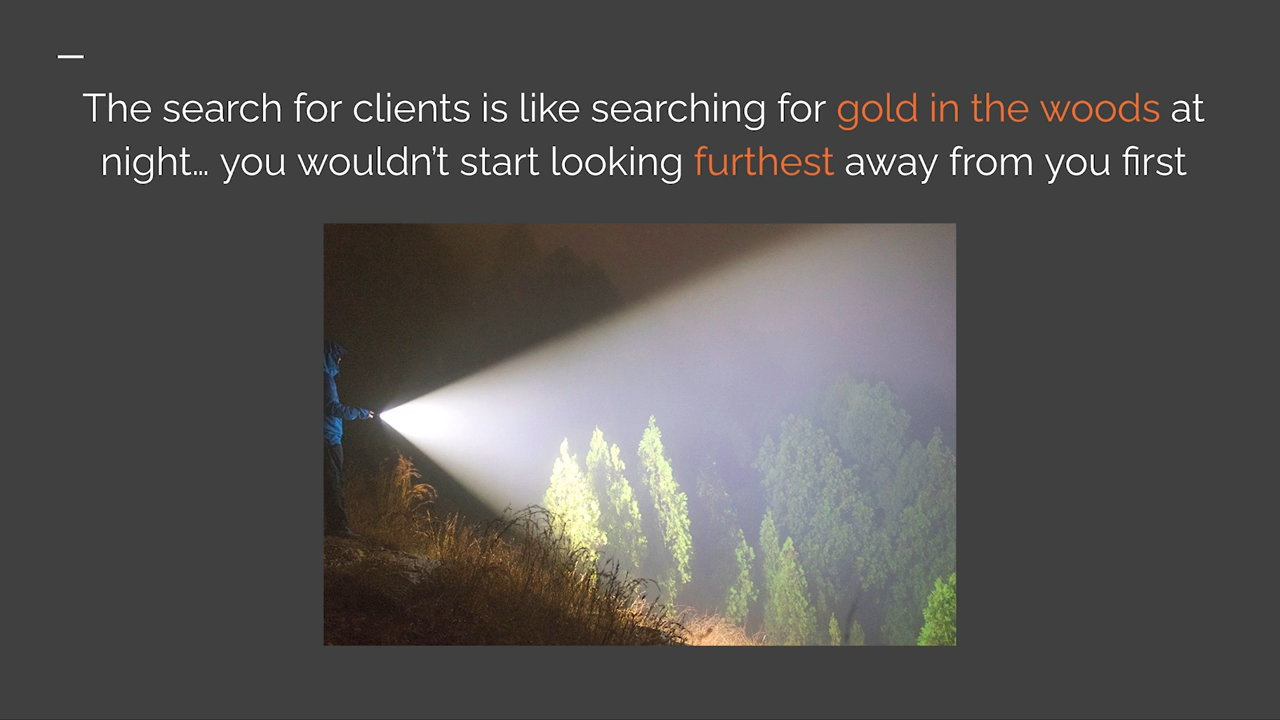 The search for clients is like searching for gold in the woods at
night... you wouldn't start looking furthest away from you first